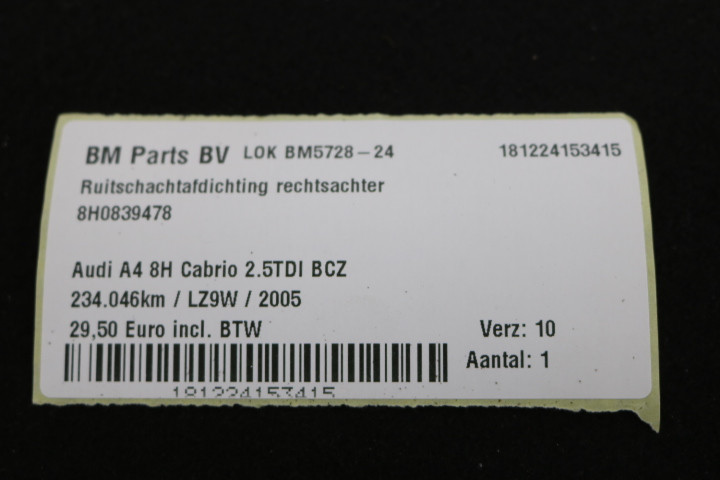 BM Parts BV LOK BM5728-24 181224153415
Ruitschachtafdichting rechtsachter
8H0839478
Audi A4 8H Cabrio 2.5TDI BCZ
234.046km / LZ9W / 2005
29,50 Euro incl. BTW Verz: 10
Aantal: 1
181224153415